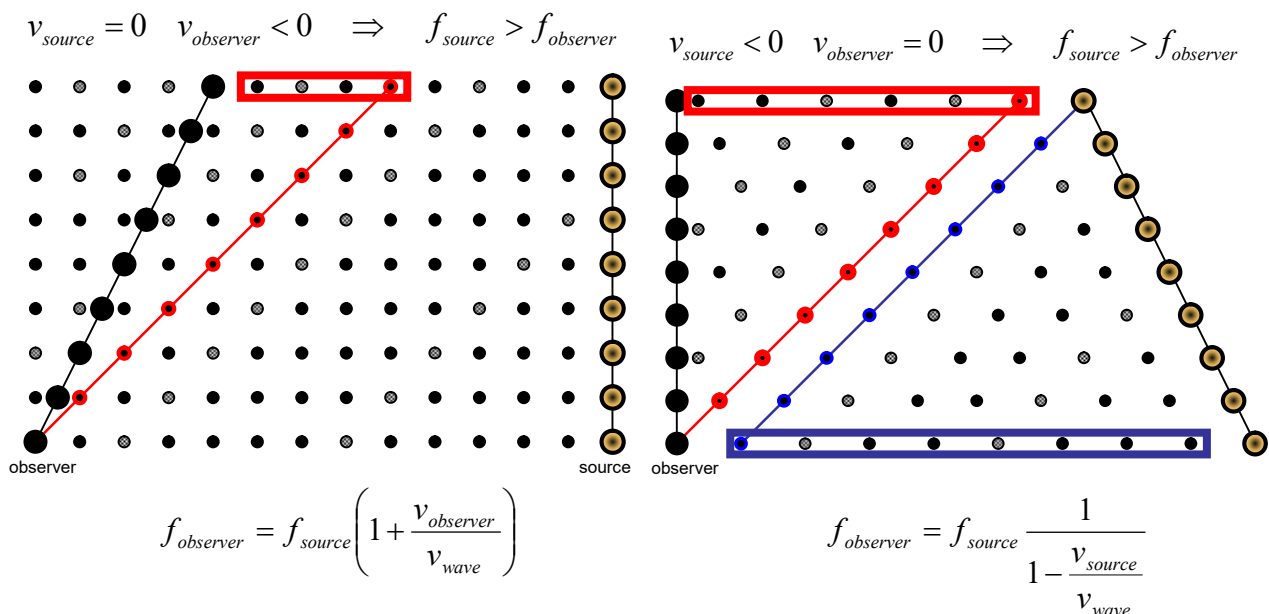 v_source = 0   v_observer < 0   ⇒   f_source > f_observer
observer
source
f_observer = f_source (1 + v_observer / v_wave)
v_source < 0   v_observer = 0   ⇒   f_source > f_observer
observer
f_observer = f_source 1 / (1 − v_source / v_wave)